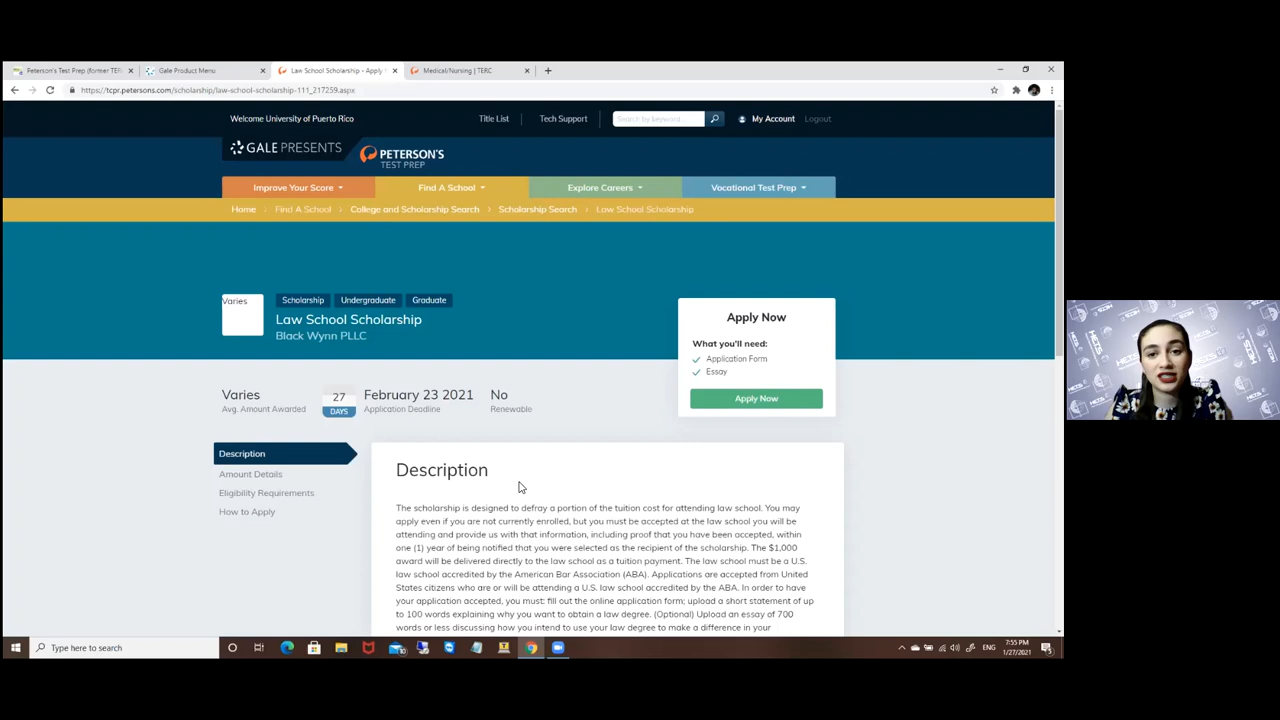 Peterson's Test Prep (former TER
Gale Product Menu
Law School Scholarship - Apply
Medical/Nursing | TERC
https://tcpr.petersons.com/scholarship/law-school-scholarship-111_217259.aspx
Welcome University of Puerto Rico
Title List
Tech Support
Search by keyword...
My Account
Logout
GALE PRESENTS
PETERSON'S
TEST PREP
Improve Your Score
Find A School
Explore Careers
Vocational Test Prep
Home
Find A School
College and Scholarship Search
Scholarship Search
Law School Scholarship
Varies
Scholarship
Undergraduate
Graduate
Law School Scholarship
Black Wynn PLLC
Apply Now
What you'll need:
Application Form
Essay
Apply Now
Varies
Avg. Amount Awarded
27
DAYS
February 23 2021
Application Deadline
No
Renewable
Description
Amount Details
Eligibility Requirements
How to Apply
Description
The scholarship is designed to defray a portion of the tuition cost for attending law school. You may
apply even if you are not currently enrolled, but you must be accepted at the law school you will be
attending and provide us with that information, including proof that you have been accepted, within
one (1) year of being notified that you were selected as the recipient of the scholarship. The $1,000
award will be delivered directly to the law school as a tuition payment. The law school must be a U.S.
law school accredited by the American Bar Association (ABA). Applications are accepted from United
States citizens who are or will be attending a U.S. law school accredited by the ABA. In order to have
your application accepted, you must: fill out the online application form; upload a short statement of up
to 100 words explaining why you want to obtain a law degree. (Optional) Upload an essay of 700
words or less discussing how you intend to use your law degree to make a difference in your
Type here to search
ENG
7:55 PM
1/27/2021